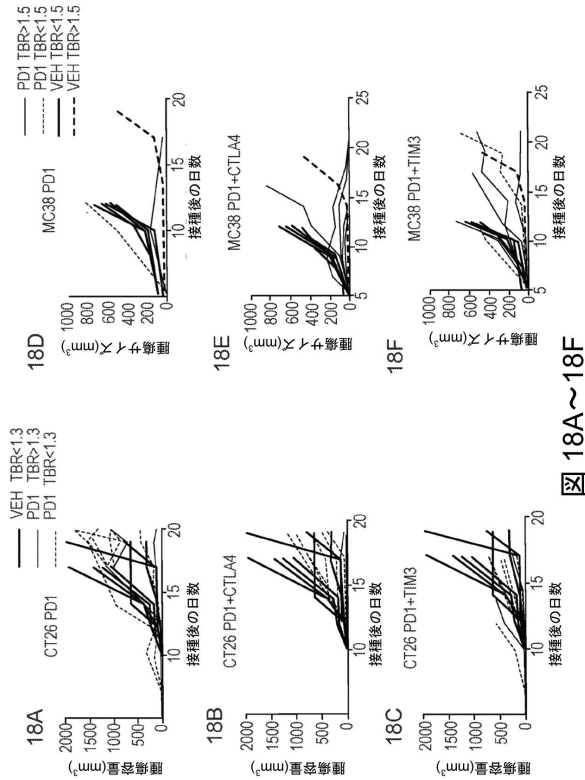 18A
CT26 PD1
VEH TBR<1.3
PD1 TBR>1.3
PD1 TBR<1.3
腫瘍容量(mm³)
2000
1500
1000
500
0
10
15
20
接種後の日数
18B
CT26 PD1+CTLA4
腫瘍容量(mm³)
2000
1500
1000
500
0
10
15
20
接種後の日数
18C
CT26 PD1+TIM3
腫瘍容量(mm³)
2000
1500
1000
500
0
10
15
20
接種後の日数
18D
MC38 PD1
PD1 TBR>1.5
PD1 TBR<1.5
VEH TBR<1.5
VEH TBR>1.5
腫瘍サイズ(mm³)
1000
800
600
400
200
0
10
15
20
接種後の日数
18E
MC38 PD1+CTLA4
腫瘍サイズ(mm³)
1000
800
600
400
200
0
5
10
15
20
25
接種後の日数
18F
MC38 PD1+TIM3
腫瘍サイズ(mm³)
1000
800
600
400
200
0
5
10
15
20
25
接種後の日数
図 18A～18F